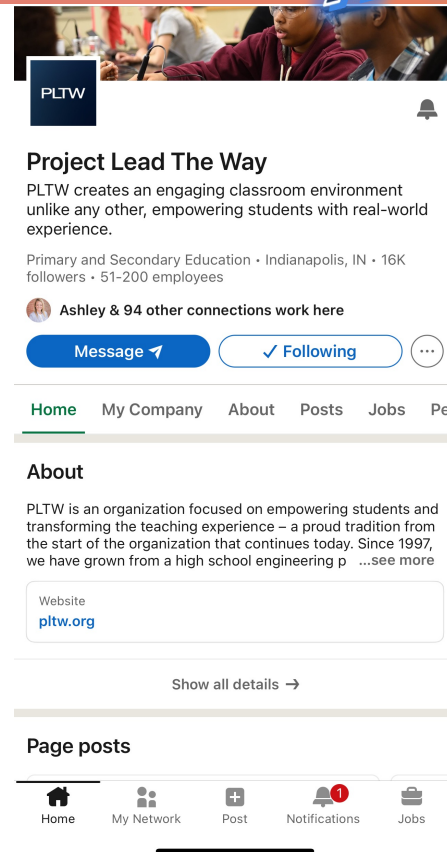 PLTW
Project Lead The Way
PLTW creates an engaging classroom environment
unlike any other, empowering students with real-world
experience.
Primary and Secondary Education • Indianapolis, IN • 16K
followers • 51-200 employees
Ashley & 94 other connections work here
Message
Following
Home My Company About Posts Jobs Pe
About
PLTW is an organization focused on empowering students and
transforming the teaching experience – a proud tradition from
the start of the organization that continues today. Since 1997,
we have grown from a high school engineering p ...see more
Website
pltw.org
Show all details →
Page posts
1
Home My Network Post Notifications Jobs